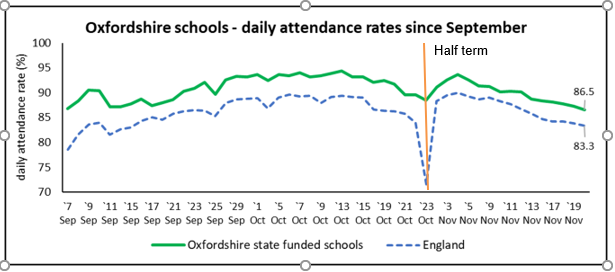 Oxfordshire schools - daily attendance rates since September
Half term
daily attendance rate (%)
100
95
90
85
80
75
70
86.5
83.3
`7 `9 `11 `13 `15 `17 `19 `21 `23 `25 `27 `29 `1 `3 `5 `7 `9 `11 `13 `15 `17 `19 `21 `23 `3 `5 `7 `9 `11 `13 `17 `19
Sep Sep Sep Sep Sep Sep Sep Sep Sep Sep Sep Sep Oct Oct Oct Oct Oct Oct Oct Oct Oct Oct Oct Oct Nov Nov Nov Nov Nov Nov Nov Nov
Oxfordshire state funded schools
England